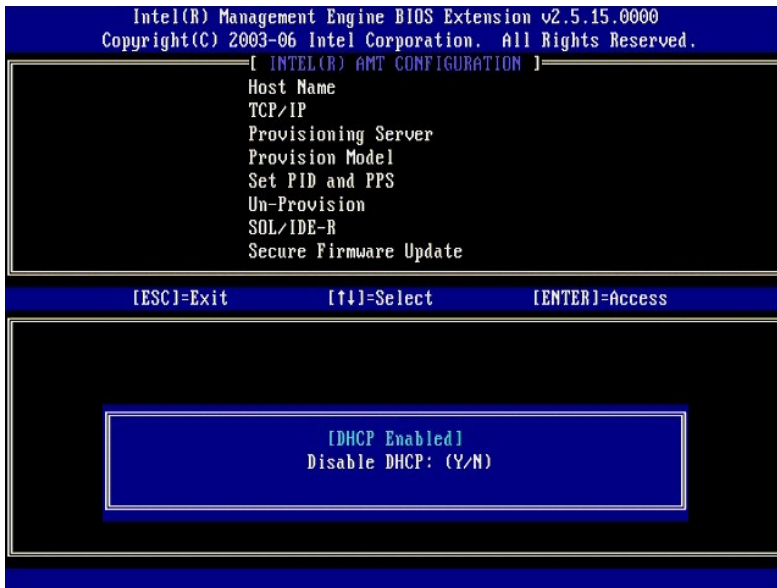 Intel(R) Management Engine BIOS Extension v2.5.15.0000
Copyright(C) 2003-06 Intel Corporation. All Rights Reserved.
[ INTEL(R) AMT CONFIGURATION ]
Host Name
TCP/IP
Provisioning Server
Provision Model
Set PID and PPS
Un-Provision
SOL/IDE-R
Secure Firmware Update
[ESC]=Exit [↑↓]=Select [ENTER]=Access
[DHCP Enabled]
Disable DHCP: (Y/N)